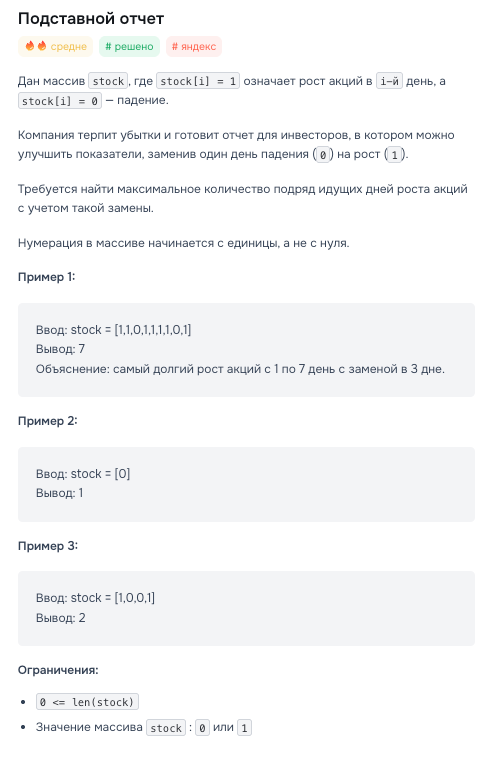 Подставной отчет
🔥🔥 средне # решено # яндекс
Дан массив stock, где stock[i] = 1 означает рост акций в i-й день, а
stock[i] = 0 — падение.
Компания терпит убытки и готовит отчет для инвесторов, в котором можно
улучшить показатели, заменив один день падения (0) на рост (1).
Требуется найти максимальное количество подряд идущих дней роста акций
с учетом такой замены.
Нумерация в массиве начинается с единицы, а не с нуля.
Пример 1:
Ввод: stock = [1,1,0,1,1,1,1,0,1]
Вывод: 7
Объяснение: самый долгий рост акций с 1 по 7 день с заменой в 3 дне.
Пример 2:
Ввод: stock = [0]
Вывод: 1
Пример 3:
Ввод: stock = [1,0,0,1]
Вывод: 2
Ограничения:
• 0 <= len(stock)
• Значение массива stock : 0 или 1